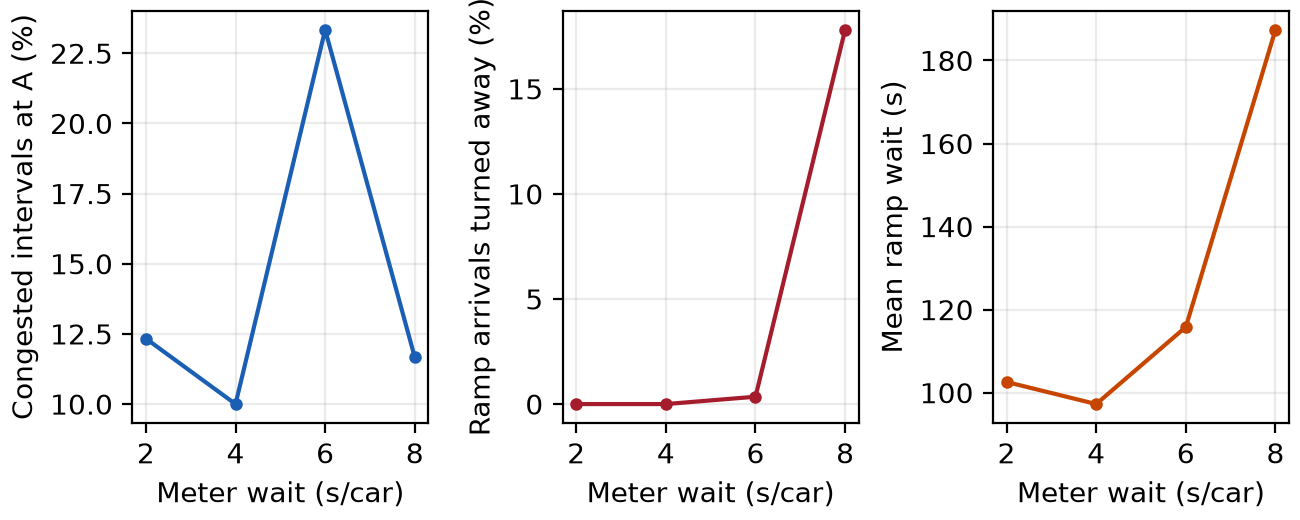 Congested intervals at A (%)
22.5
20.0
17.5
15.0
12.5
10.0
2 4 6 8
Meter wait (s/car)
Ramp arrivals turned away (%)
15
10
5
0
2 4 6 8
Meter wait (s/car)
Mean ramp wait (s)
180
160
140
120
100
2 4 6 8
Meter wait (s/car)